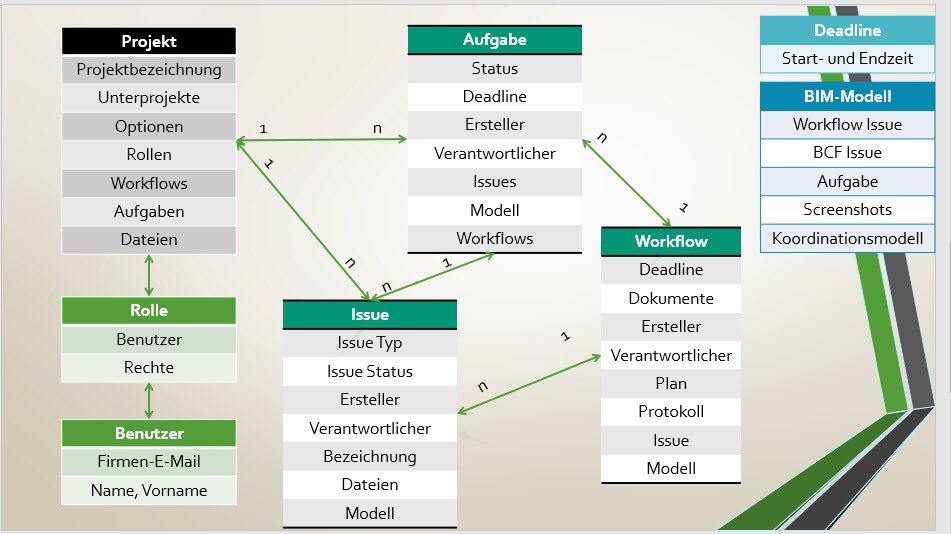 Projekt
Projektbezeichnung
Unterprojekte
Optionen
Rollen
Workflows
Aufgaben
Dateien
Rolle
Benutzer
Rechte
Benutzer
Firmen-E-Mail
Name, Vorname
Aufgabe
Status
Deadline
Ersteller
Verantwortlicher
Issues
Modell
Workflows
Issue
Issue Typ
Issue Status
Ersteller
Verantwortlicher
Bezeichnung
Dateien
Modell
Workflow
Deadline
Dokumente
Ersteller
Verantwortlicher
Plan
Protokoll
Issue
Modell
Deadline
Start- und Endzeit
BIM-Modell
Workflow Issue
BCF Issue
Aufgabe
Screenshots
Koordinationsmodell
1 n
1 n
n 1
n 1
n 1